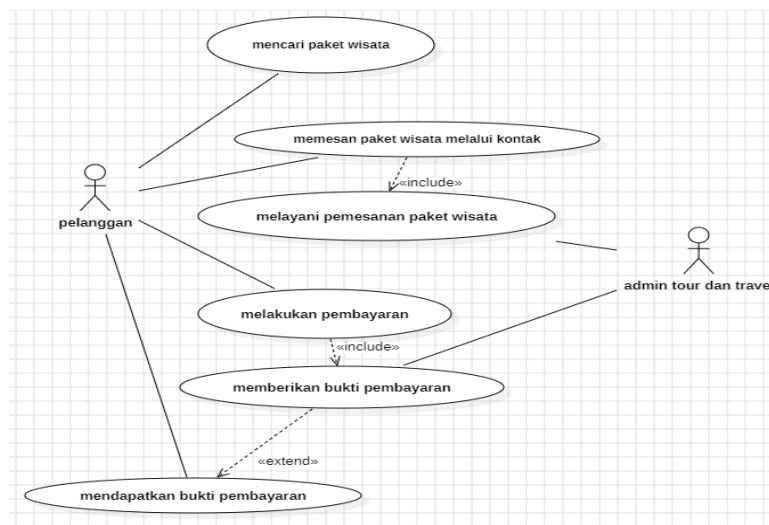 mencari paket wisata
memesan paket wisata melalui kontak
«include»
pelanggan
melayani pemesanan paket wisata
admin tour dan trave
melakukan pembayaran
«include»
memberikan bukti pembayaran
«extend»
mendapatkan bukti pembayaran